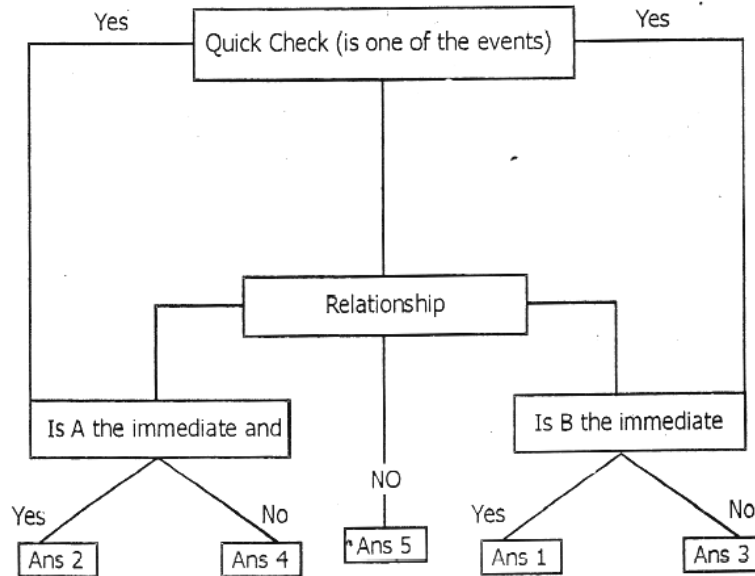 Yes
Quick Check (is one of the events)
Yes
Relationship
Is A the immediate and
Is B the immediate
NO
Yes
No
Yes
No
Ans 2
Ans 4
Ans 5
Ans 1
Ans 3